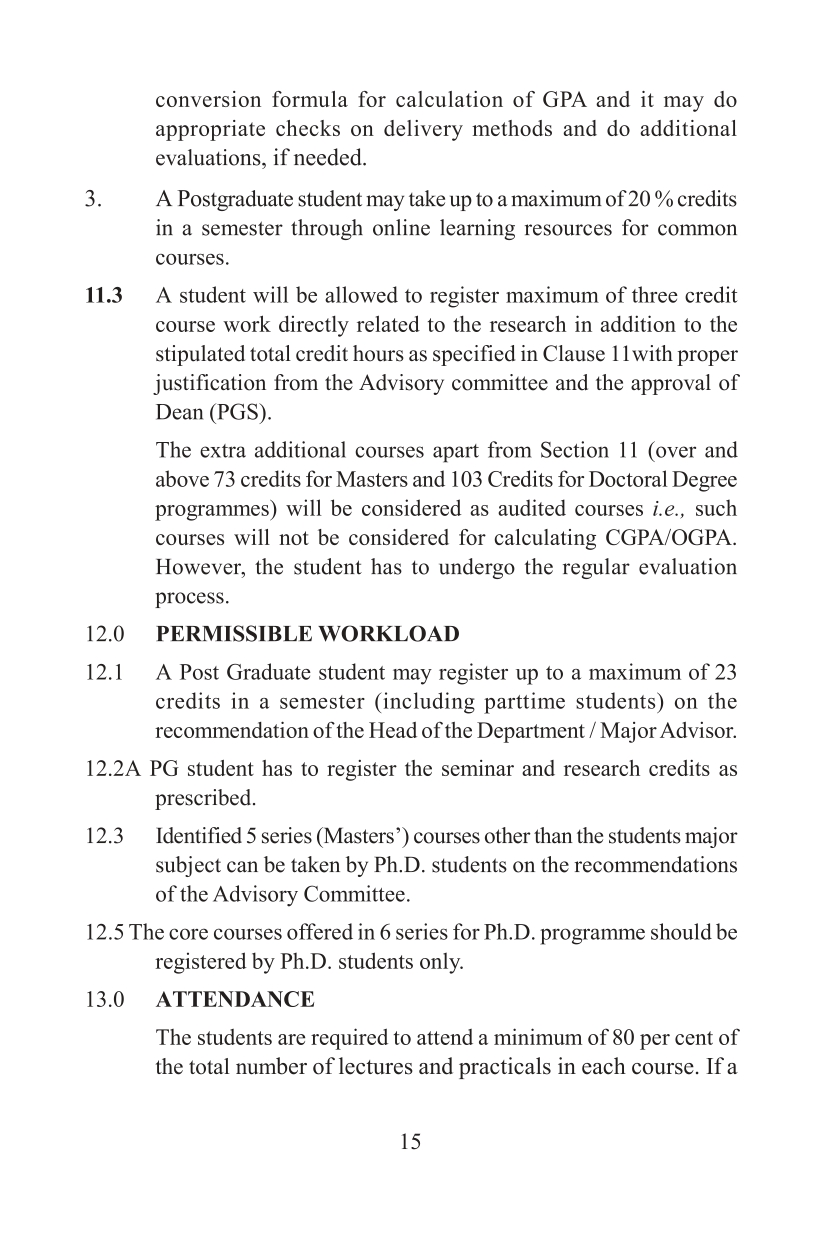 conversion formula for calculation of GPA and it may do
appropriate checks on delivery methods and do additional
evaluations, if needed.
3. A Postgraduate student may take up to a maximum of 20 % credits
in a semester through online learning resources for common
courses.
11.3 A student will be allowed to register maximum of three credit
course work directly related to the research in addition to the
stipulated total credit hours as specified in Clause 11with proper
justification from the Advisory committee and the approval of
Dean (PGS).
The extra additional courses apart from Section 11 (over and
above 73 credits for Masters and 103 Credits for Doctoral Degree
programmes) will be considered as audited courses i.e., such
courses will not be considered for calculating CGPA/OGPA.
However, the student has to undergo the regular evaluation
process.
12.0 PERMISSIBLE WORKLOAD
12.1 A Post Graduate student may register up to a maximum of 23
credits in a semester (including parttime students) on the
recommendation of the Head of the Department / Major Advisor.
12.2A PG student has to register the seminar and research credits as
prescribed.
12.3 Identified 5 series (Masters’) courses other than the students major
subject can be taken by Ph.D. students on the recommendations
of the Advisory Committee.
12.5 The core courses offered in 6 series for Ph.D. programme should be
registered by Ph.D. students only.
13.0 ATTENDANCE
The students are required to attend a minimum of 80 per cent of
the total number of lectures and practicals in each course. If a
15